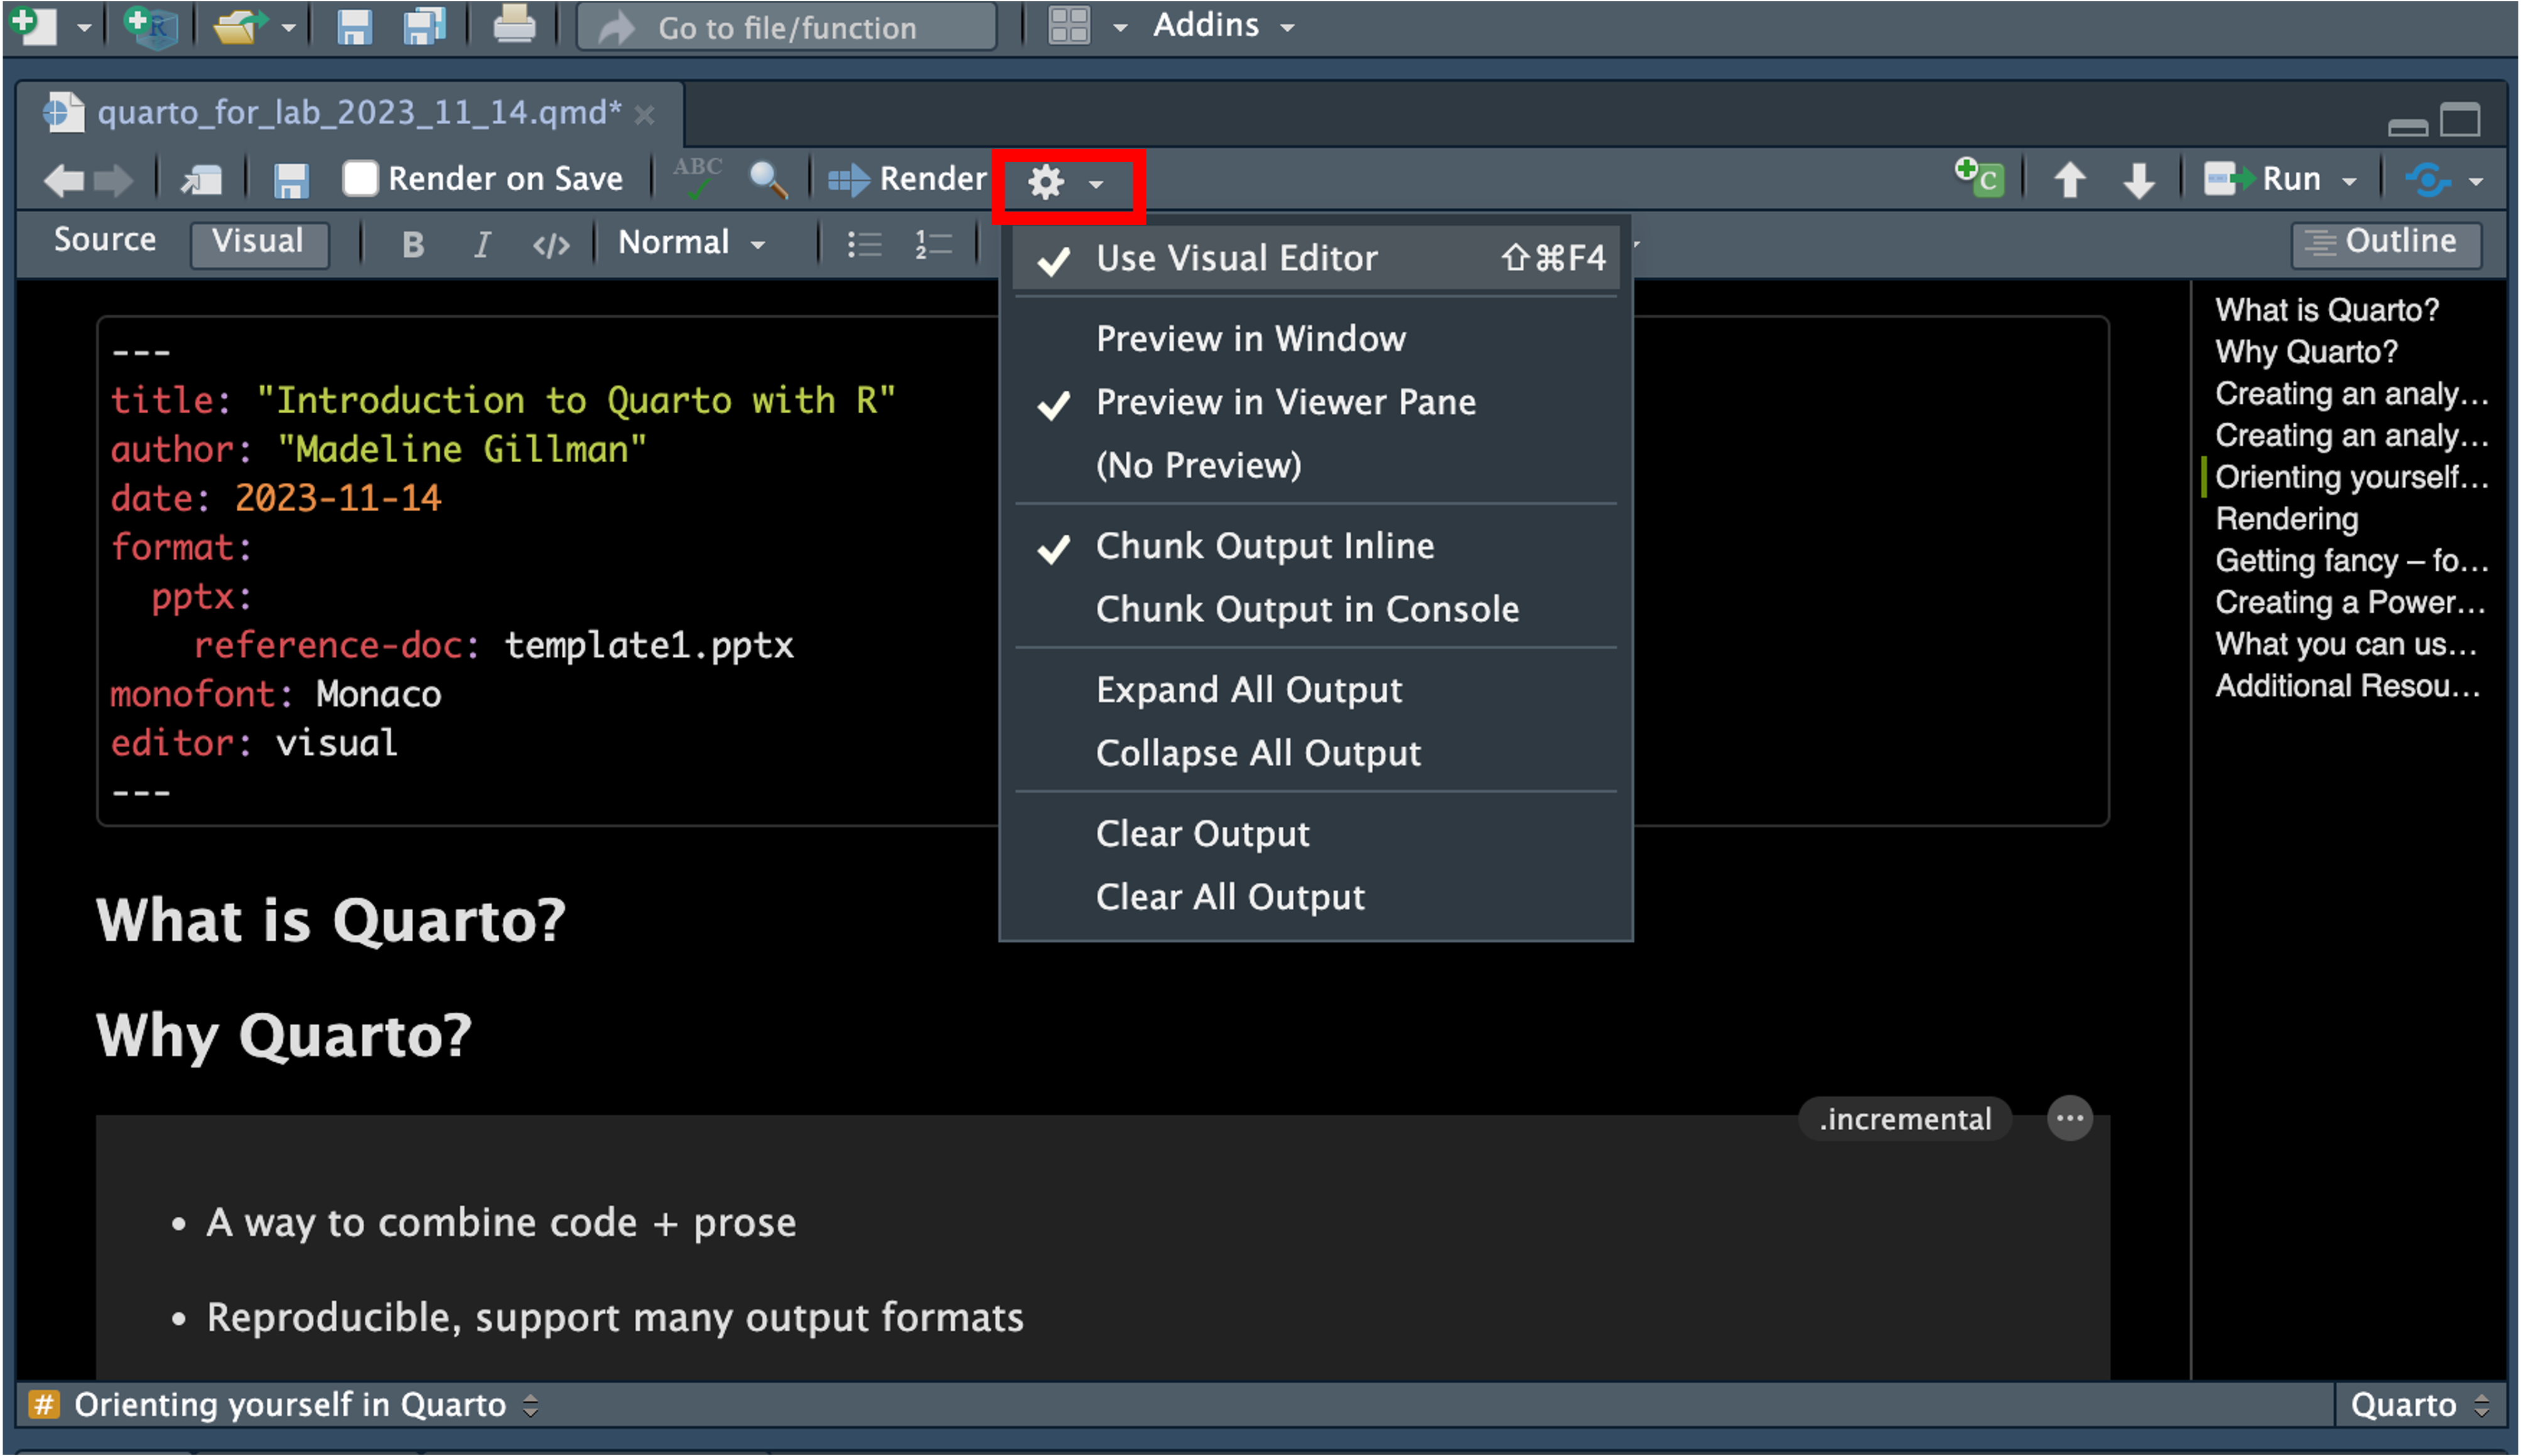 Go to file/function
Addins
quarto_for_lab_2023_11_14.qmd*
Render on Save
ABC
Render
C
Run
Source
Visual
B
I
</>
Normal
Outline
Use Visual Editor ⇧⌘F4
Preview in Window
Preview in Viewer Pane
(No Preview)
Chunk Output Inline
Chunk Output in Console
Expand All Output
Collapse All Output
Clear Output
Clear All Output
---
title: "Introduction to Quarto with R"
author: "Madeline Gillman"
date: 2023-11-14
format:
pptx:
reference-doc: template1.pptx
monofont: Monaco
editor: visual
---
What is Quarto?
Why Quarto?
.incremental
• A way to combine code + prose
• Reproducible, support many output formats
What is Quarto?
Why Quarto?
Creating an analy...
Creating an analy...
Orienting yourself...
Rendering
Getting fancy – fo...
Creating a Power...
What you can us...
Additional Resou...
# Orienting yourself in Quarto
Quarto